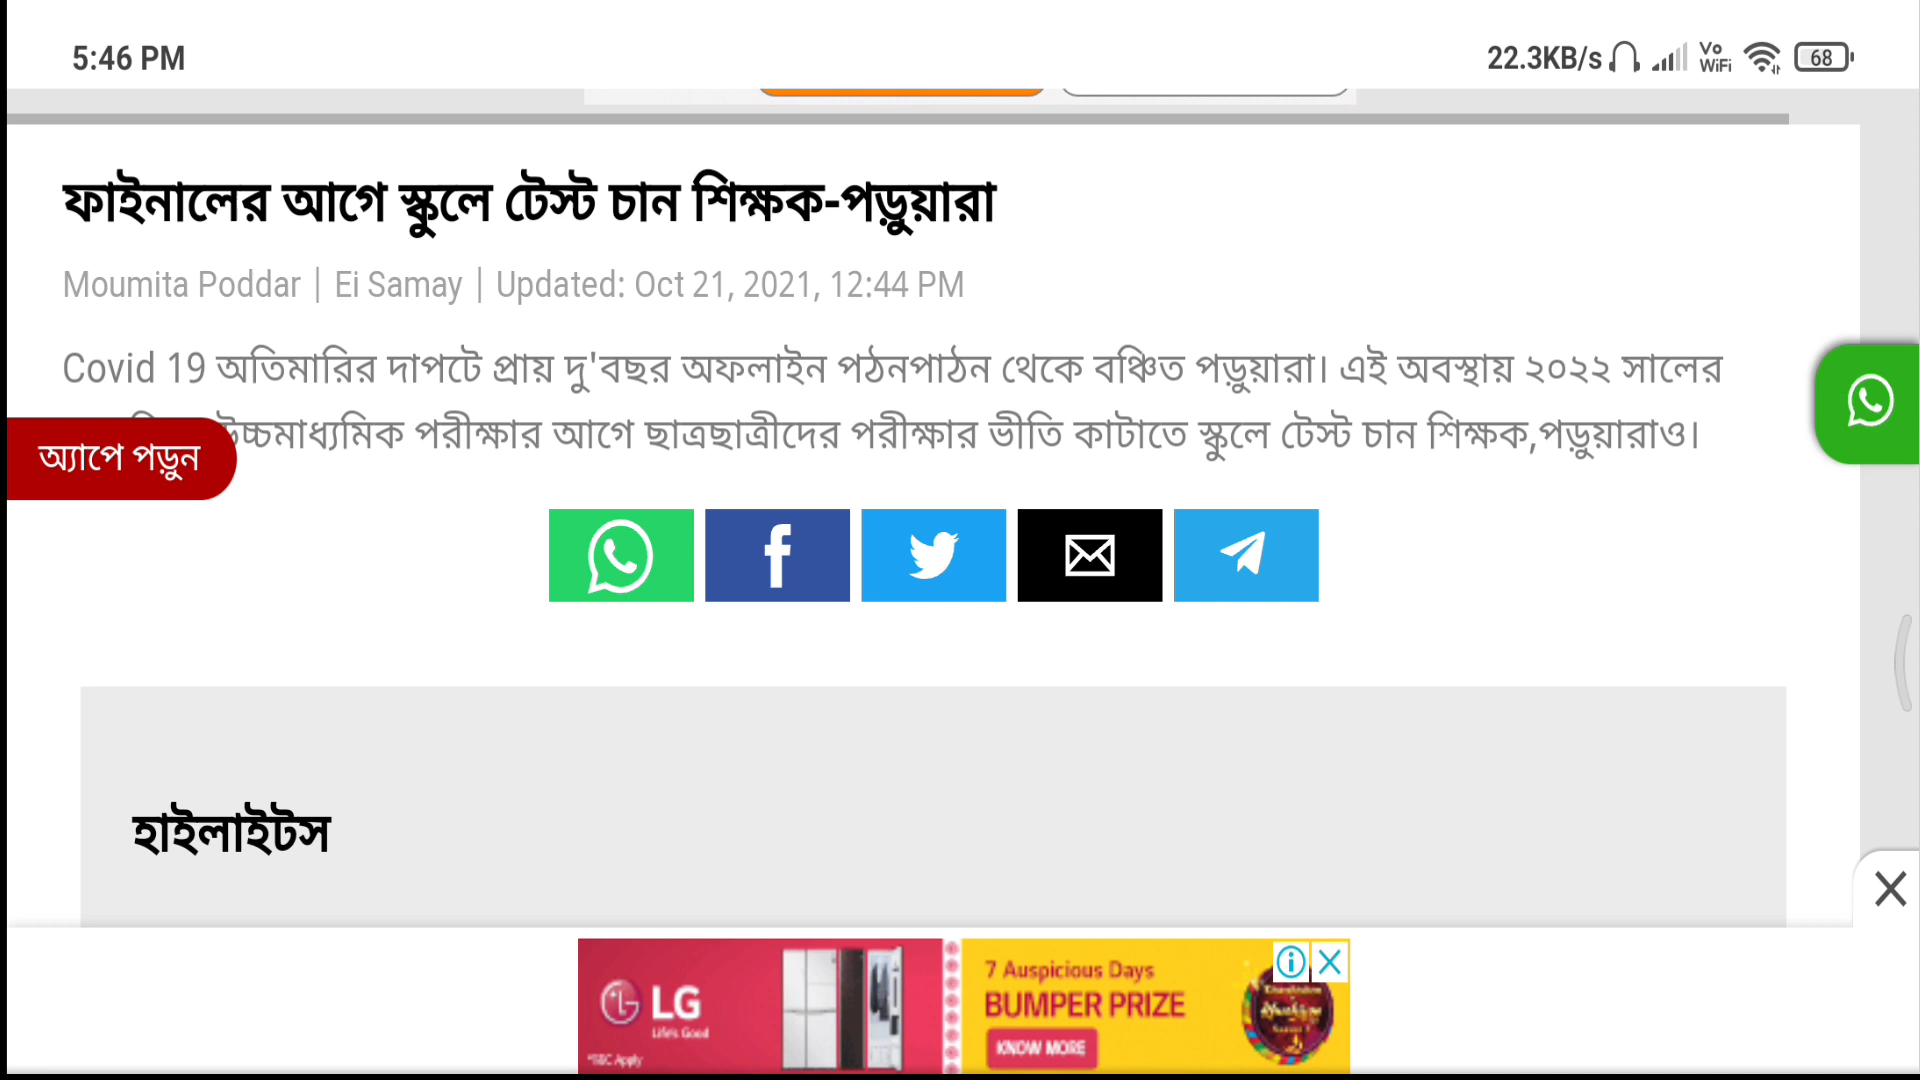 5:46 PM
22.3KB/s Vo WiFi 68
ফাইনালের আগে স্কুলে টেস্ট চান শিক্ষক-পড়ুয়ারা
Moumita Poddar | Ei Samay | Updated: Oct 21, 2021, 12:44 PM
Covid 19 অতিমারির দাপটে প্রায় দু'বছর অফলাইন পঠনপাঠন থেকে বঞ্চিত পড়ুয়ারা। এই অবস্থায় ২০২২ সালের
উচ্চমাধ্যমিক পরীক্ষার আগে ছাত্রছাত্রীদের পরীক্ষার ভীতি কাটাতে স্কুলে টেস্ট চান শিক্ষক,পড়ুয়ারাও।
অ্যাপে পড়ুন
হাইলাইটস
LG
Life's Good
*T&C Apply
7 Auspicious Days
BUMPER PRIZE
KNOW MORE